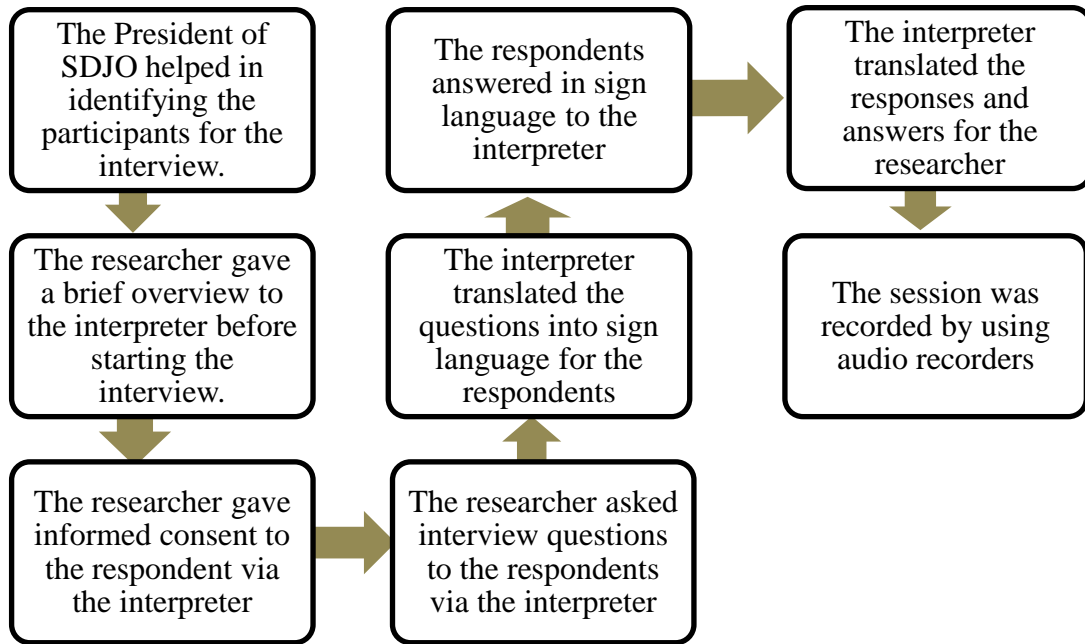 The President of
SDJO helped in
identifying the
participants for the
interview.
The researcher gave
a brief overview to
the interpreter before
starting the
interview.
The researcher gave
informed consent to
the respondent via
the interpreter
The researcher asked
interview questions
to the respondents
via the interpreter
The interpreter
translated the
questions into sign
language for the
respondents
The respondents
answered in sign
language to the
interpreter
The interpreter
translated the
responses and
answers for the
researcher
The session was
recorded by using
audio recorders